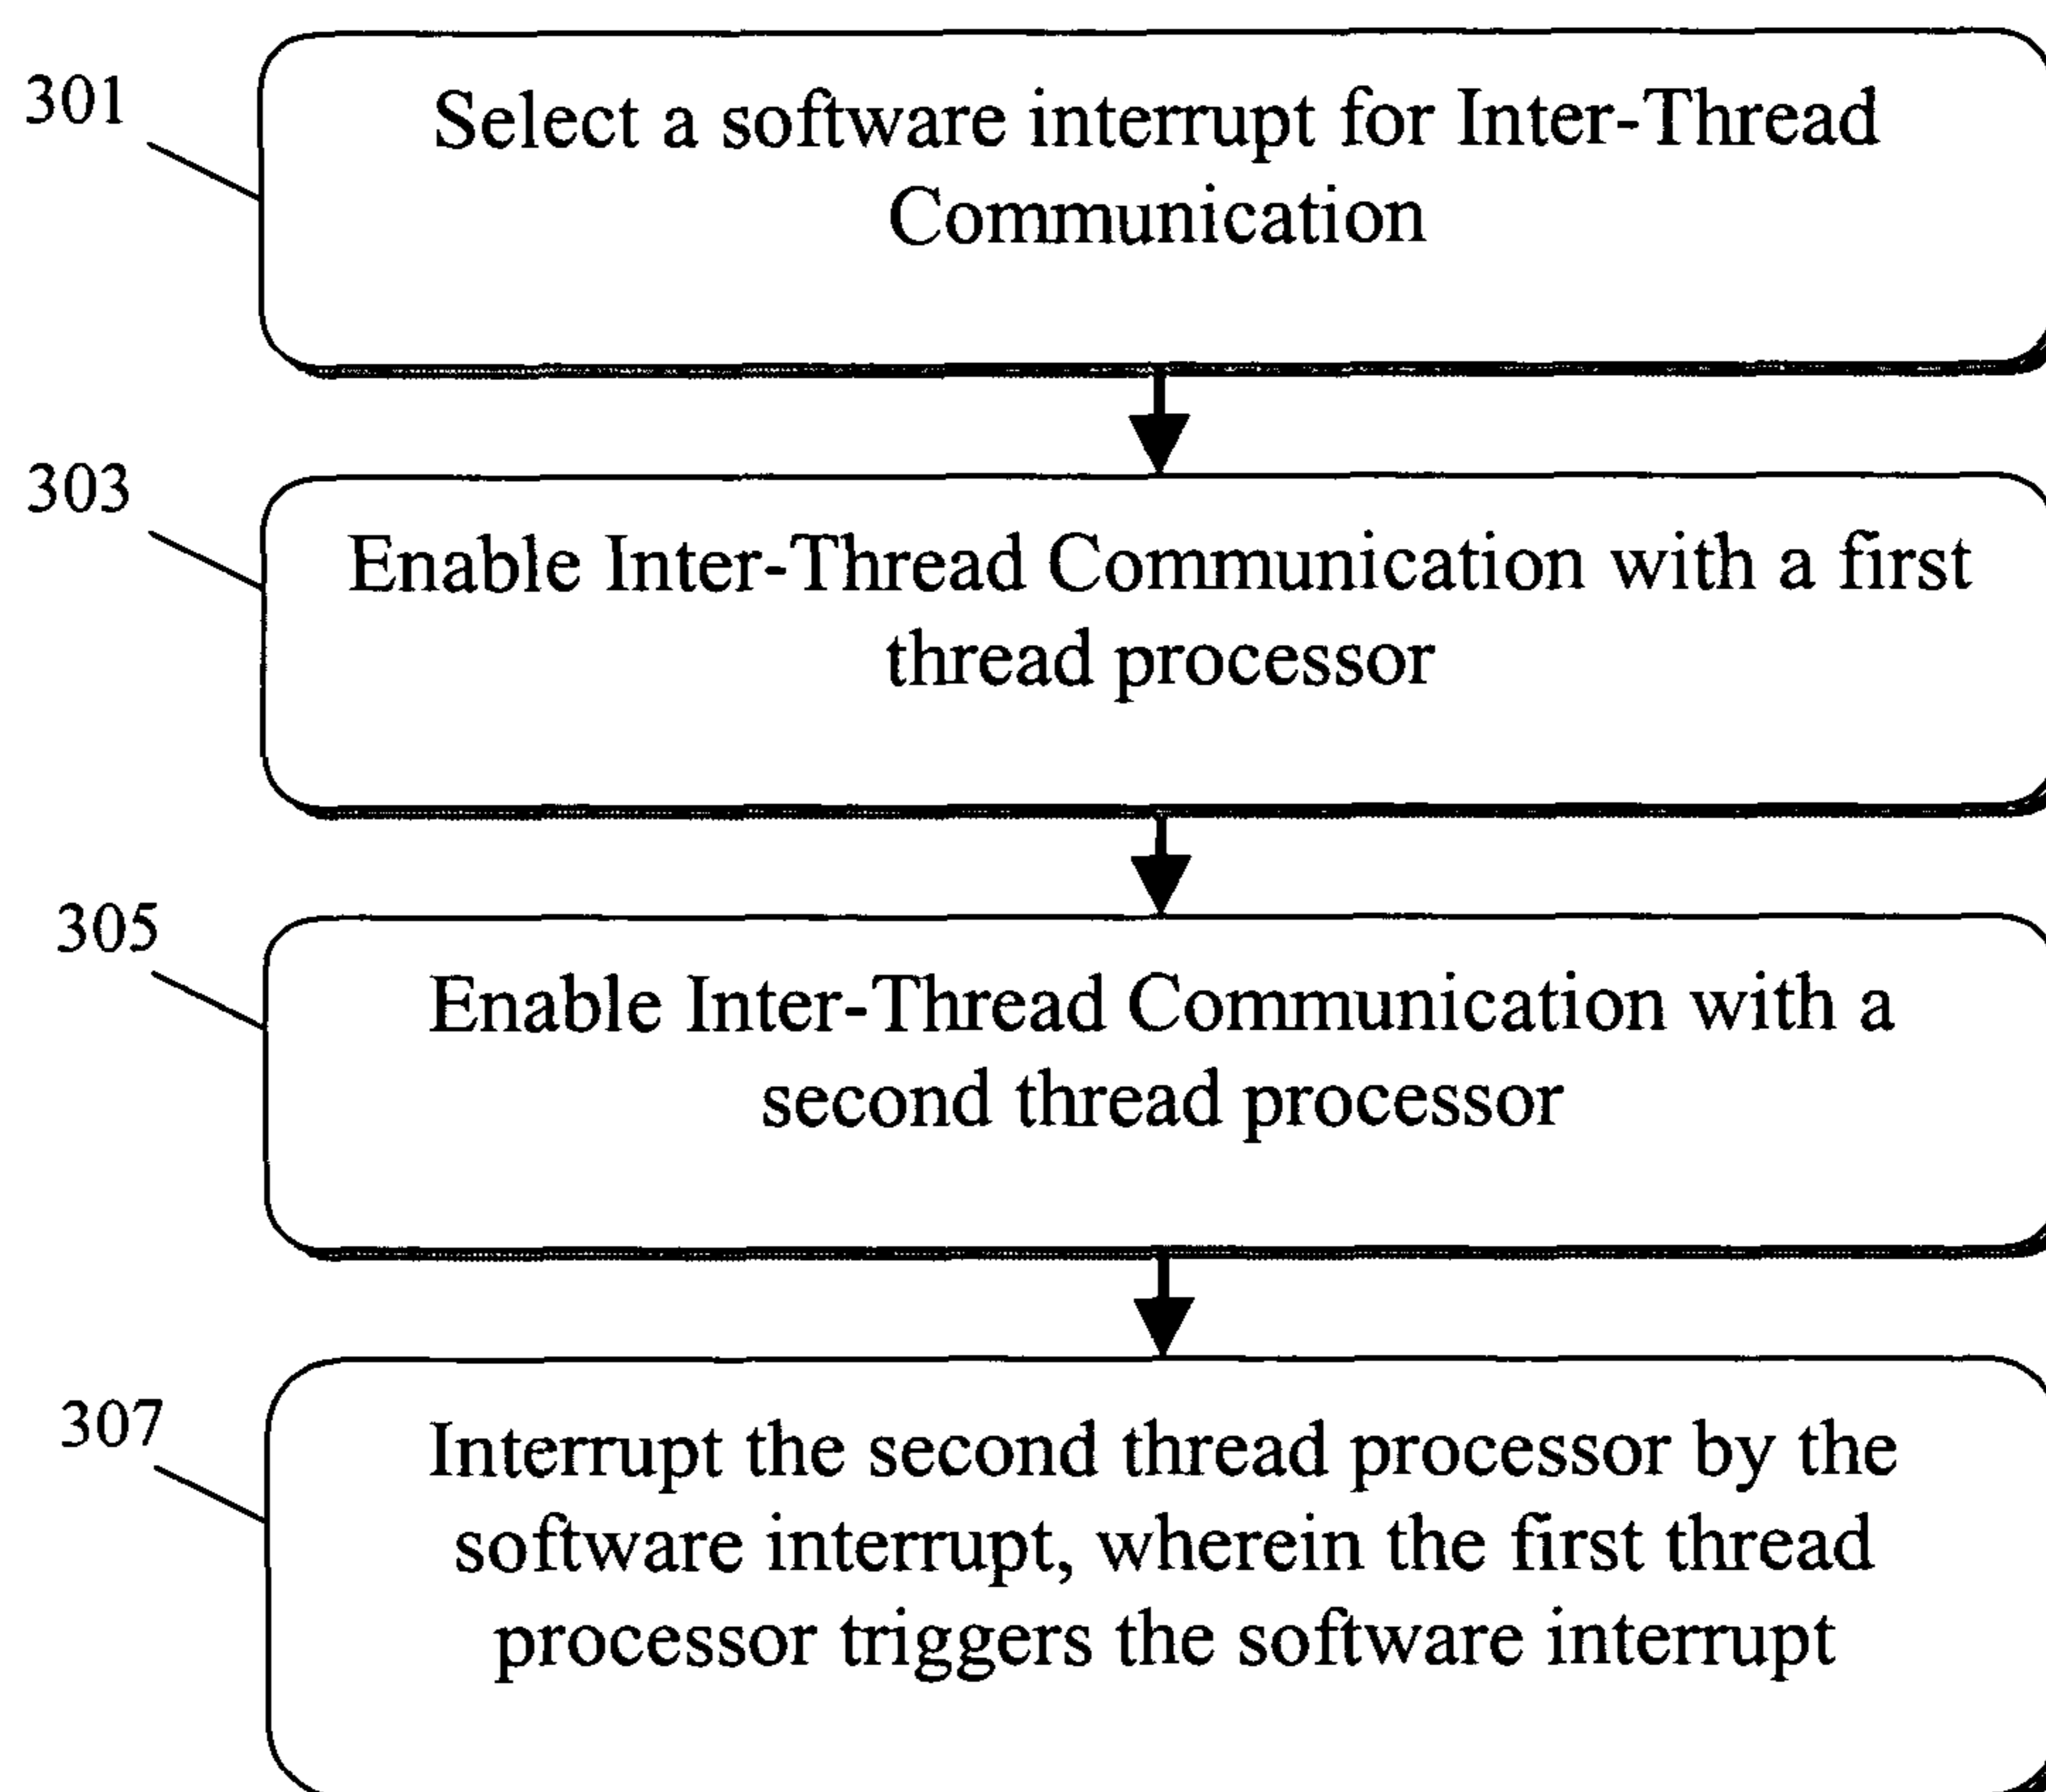 301
Select a software interrupt for Inter-Thread
Communication
303
Enable Inter-Thread Communication with a first
thread processor
305
Enable Inter-Thread Communication with a
second thread processor
307
Interrupt the second thread processor by the
software interrupt, wherein the first thread
processor triggers the software interrupt